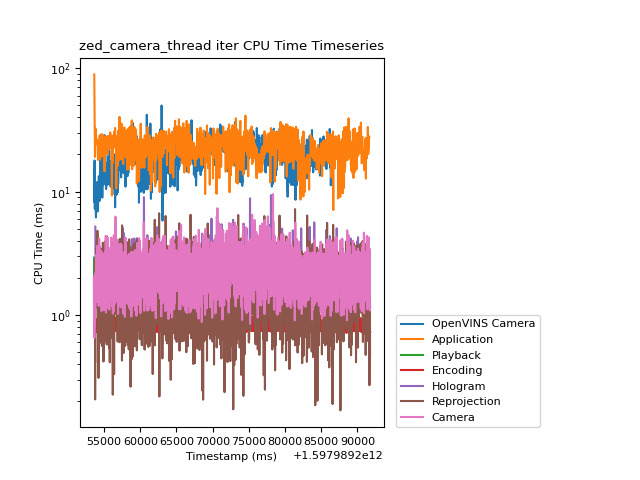 zed_camera_thread iter CPU Time Timeseries
10²
10¹
10⁰
CPU Time (ms)
55000 60000 65000 70000 75000 80000 85000 90000
Timestamp (ms)
+1.5979892e12
OpenVINS Camera
Application
Playback
Encoding
Hologram
Reprojection
Camera